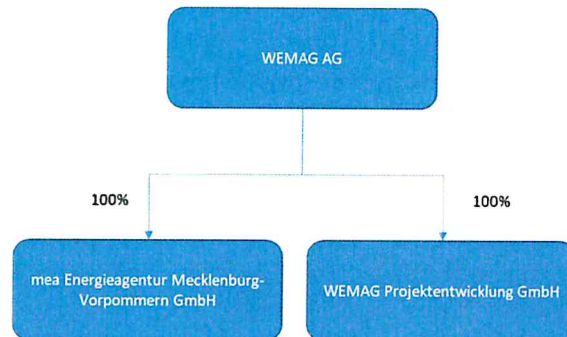 WEMAG AG
100%
100%
mea Energieagentur Mecklenburg-
Vorpommern GmbH
WEMAG Projektentwicklung GmbH